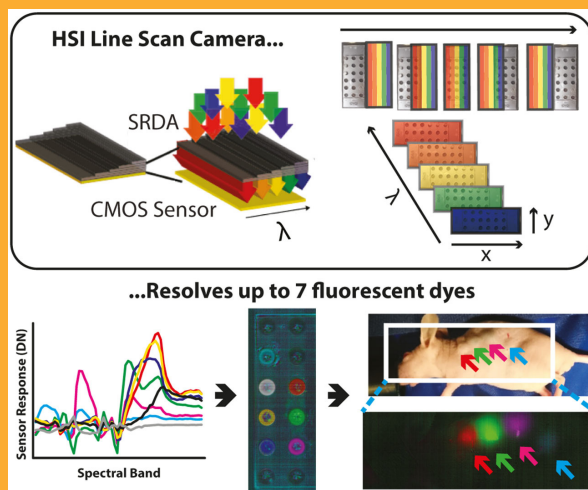 HSI Line Scan Camera...
SRDA
CMOS Sensor
λ
λ
y
x
...Resolves up to 7 fluorescent dyes
Sensor Response (DN)
Spectral Band